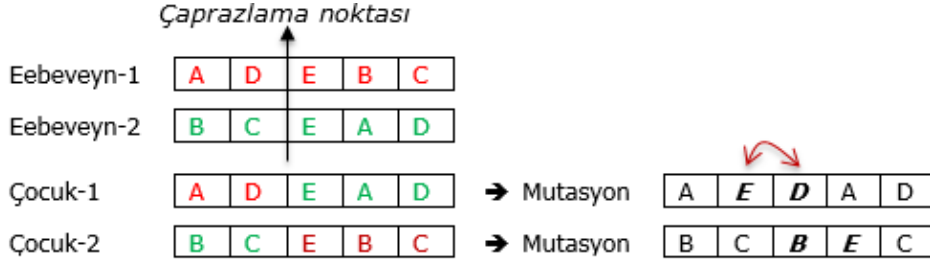 Çaprazlama noktası
Eebeveyn-1 A D E B C
Eebeveyn-2 B C E A D
Çocuk-1 A D E A D ➔ Mutasyon A E D A D
Çocuk-2 B C E B C ➔ Mutasyon B C B E C